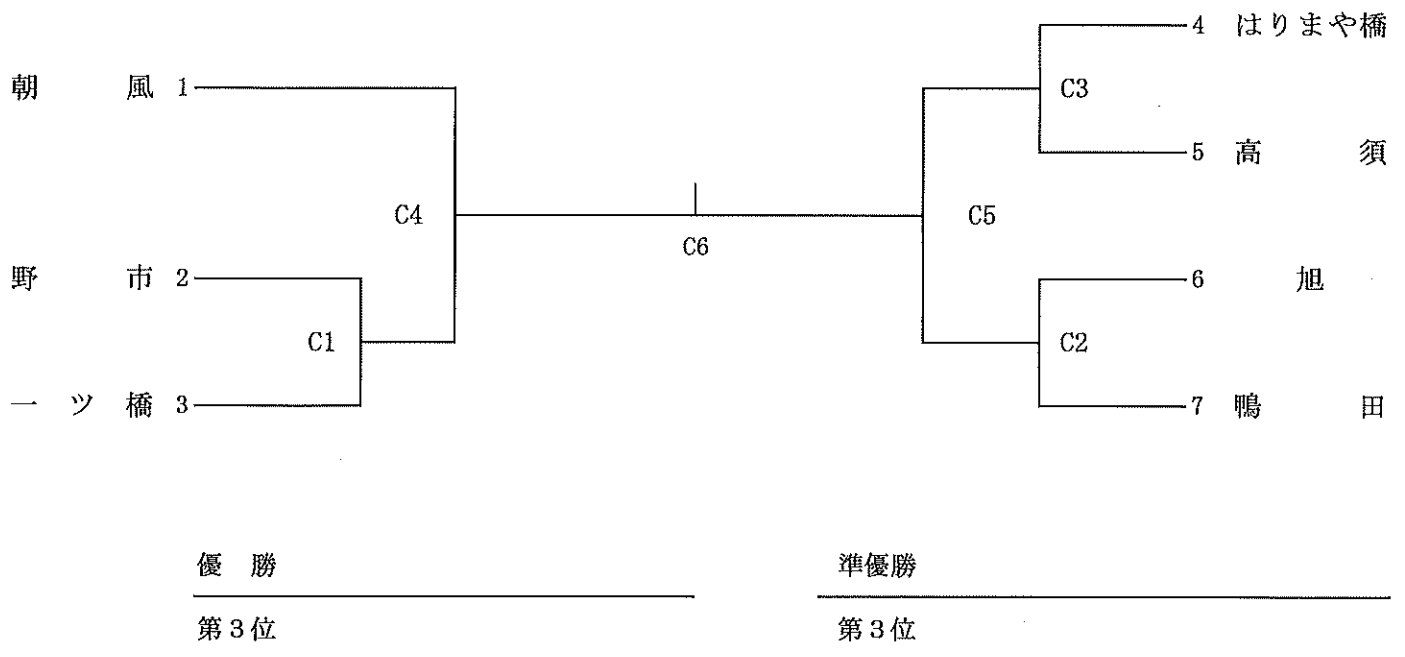 4 はりまや橋
朝風 1
C3
5 高須
C4
C5
C6
野市 2
6 旭
C1
C2
一ツ橋 3
7 鴨田
優勝
準優勝
第3位
第3位